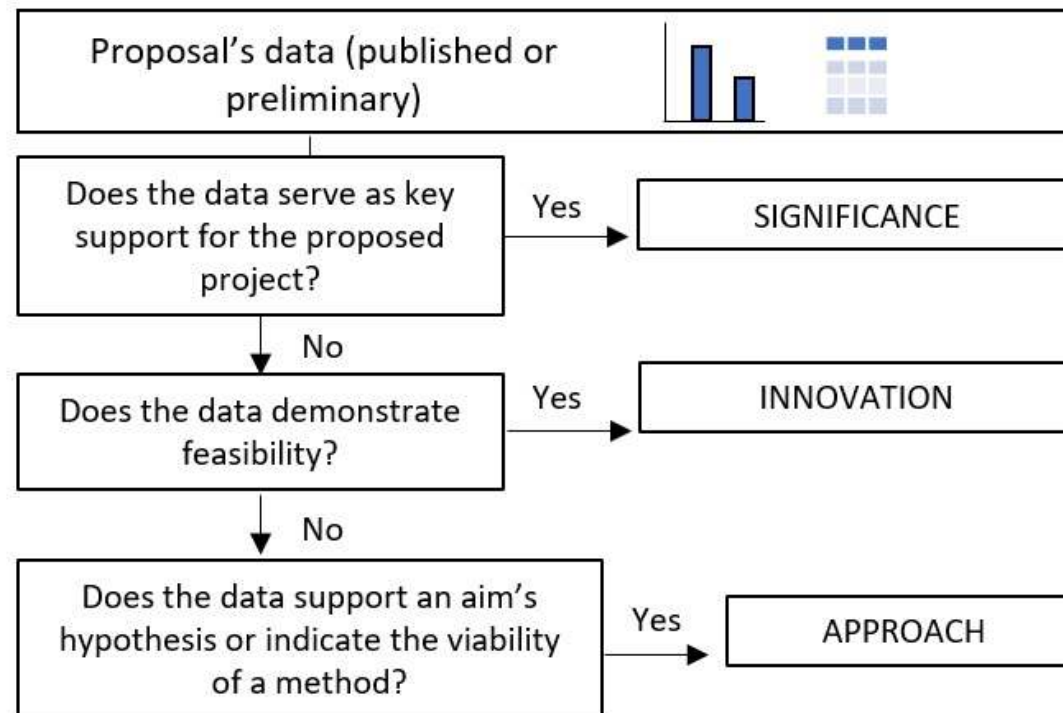 Proposal’s data (published or
preliminary)
Does the data serve as key
support for the proposed
project?
Yes
SIGNIFICANCE
No
Does the data demonstrate
feasibility?
Yes
INNOVATION
No
Does the data support an aim’s
hypothesis or indicate the viability
of a method?
Yes
APPROACH